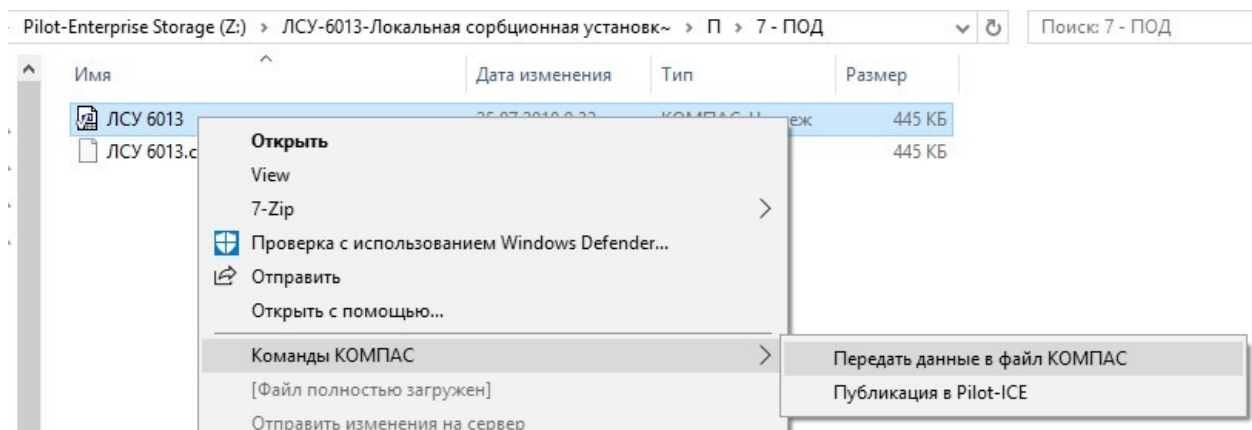 Pilot-Enterprise Storage (Z:) > ЛСУ-6013-Локальная сорбционная установк~ > П > 7 - ПОД
Поиск: 7 - ПОД
Имя Дата изменения Тип Размер
ЛСУ 6013 445 КБ
ЛСУ 6013.c 445 КБ
Открыть
View
7-Zip
Проверка с использованием Windows Defender...
Отправить
Открыть с помощью...
Команды КОМПАС
Передать данные в файл КОМПАС
[Файл полностью загружен]
Публикация в Pilot-ICE
Отправить изменения на сервер